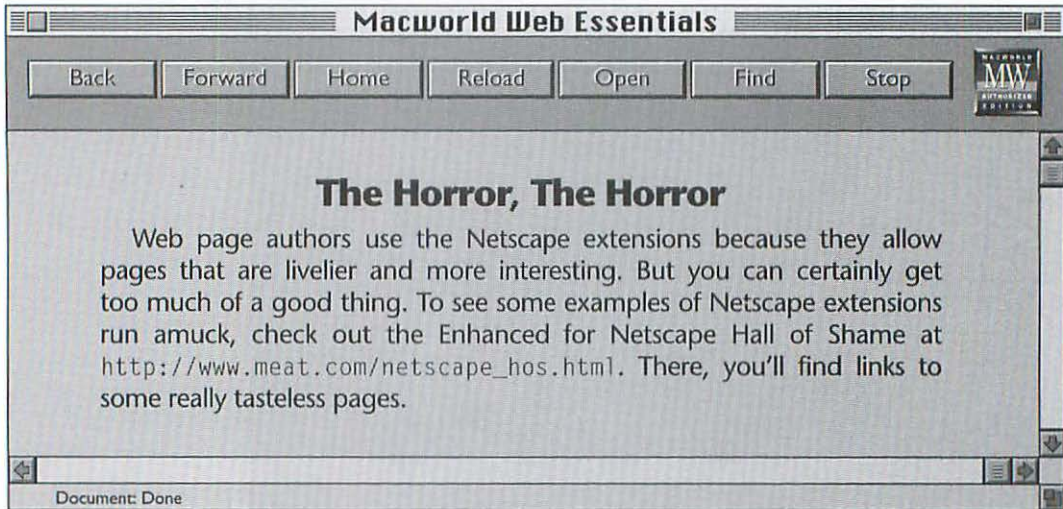 Macworld Web Essentials
Back Forward Home Reload Open Find Stop
MACWORLD
MW
AUTHORIZED
EDITION
The Horror, The Horror
Web page authors use the Netscape extensions because they allow
pages that are livelier and more interesting. But you can certainly get
too much of a good thing. To see some examples of Netscape extensions
run amuck, check out the Enhanced for Netscape Hall of Shame at
http://www.meat.com/netscape_hos.html. There, you'll find links to
some really tasteless pages.
Document: Done